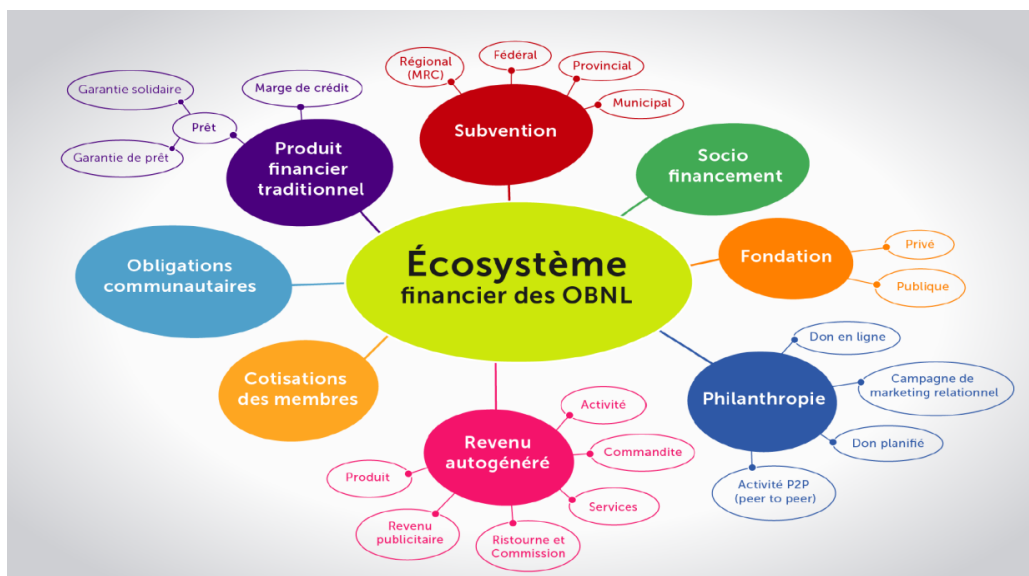 Écosystème
financier des OBNL
Subvention
Régional
(MRC)
Fédéral
Provincial
Municipal
Socio
financement
Fondation
Privé
Publique
Philanthropie
Don en ligne
Campagne de
marketing relationnel
Don planifié
Activité P2P
(peer to peer)
Revenu
autogénéré
Activité
Commandite
Services
Ristourne et
Commission
Revenu
publicitaire
Produit
Cotisations
des membres
Obligations
communautaires
Produit
financier
traditionnel
Marge de crédit
Prêt
Garantie solidaire
Garantie de prêt